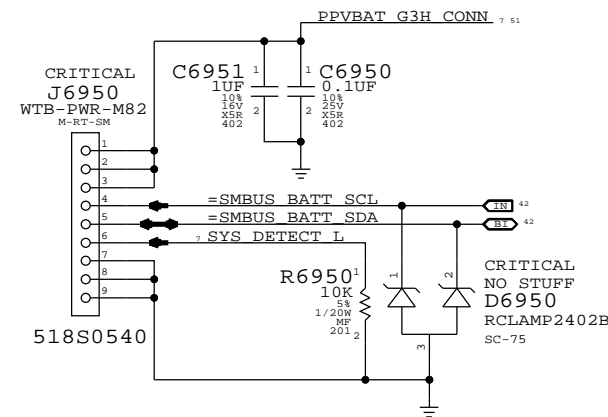 PPVBAT_G3H_CONN 7 51
CRITICAL
J6950
WTB-PWR-M82
M-RT-SM
C6951
1UF
10%
16V
X5R
402
1
2
C6950
0.1UF
10%
25V
X5R
402
1
2
1
2
3
4
5
6
7
8
9
518S0540
=SMBUS_BATT_SCL
IN 42
=SMBUS_BATT_SDA
BI 42
7 SYS_DETECT_L
R6950
10K
5%
1/20W
MF
201
1
2
1
2
3
CRITICAL
NO STUFF
D6950
RCLAMP2402B
SC-75